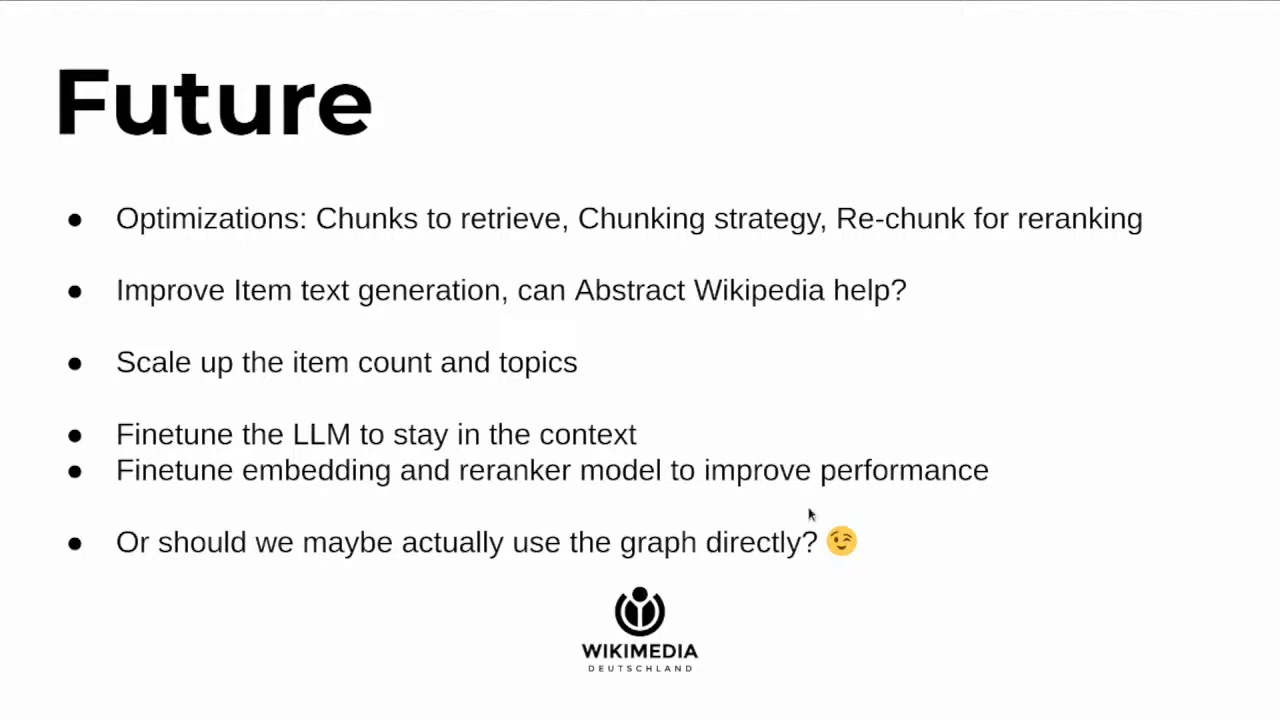 Future
● Optimizations: Chunks to retrieve, Chunking strategy, Re-chunk for reranking
● Improve Item text generation, can Abstract Wikipedia help?
● Scale up the item count and topics
● Finetune the LLM to stay in the context
● Finetune embedding and reranker model to improve performance
● Or should we maybe actually use the graph directly? 😉
WIKIMEDIA
DEUTSCHLAND